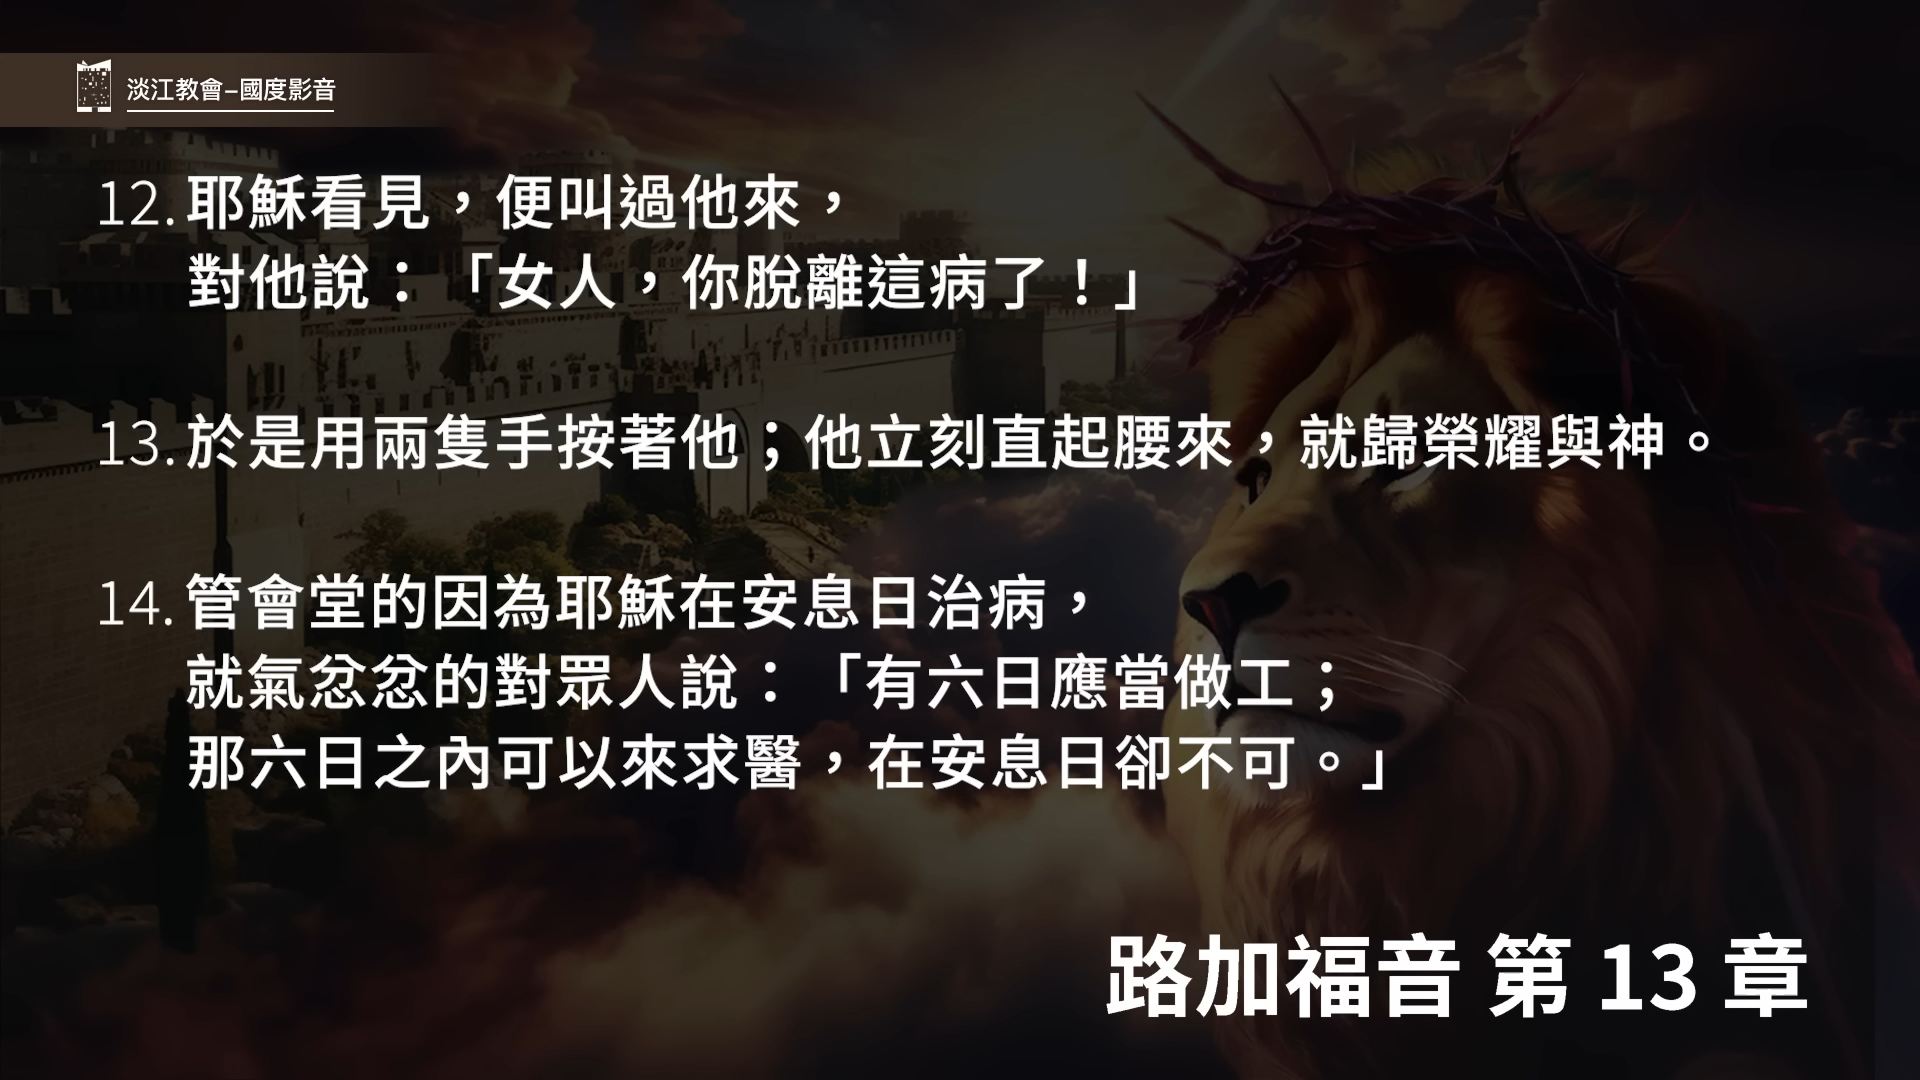 淡江教會–國度影音
12. 耶穌看見，便叫過他來，
對他說：「女人，你脫離這病了！」
13. 於是用兩隻手按著他；他立刻直起腰來，就歸榮耀與神。
14. 管會堂的因為耶穌在安息日治病，
就氣忿忿的對眾人說：「有六日應當做工；
那六日之內可以來求醫，在安息日卻不可。」
路加福音 第 13 章